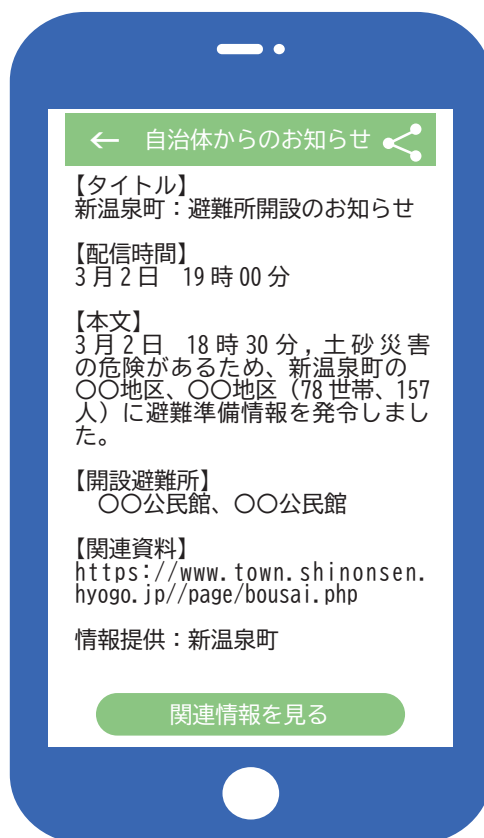 ← 自治体からのお知らせ
【タイトル】
新温泉町：避難所開設のお知らせ
【配信時間】
3月2日　19時00分
【本文】
3月2日　18時30分,土砂災害
の危険があるため、新温泉町の
〇〇地区、〇〇地区（78世帯、157
人）に避難準備情報を発令しまし
た。
【開設避難所】
　〇〇公民館、〇〇公民館
【関連資料】
https://www.town.shinonsen.
hyogo.jp//page/bousai.php
情報提供：新温泉町
関連情報を見る